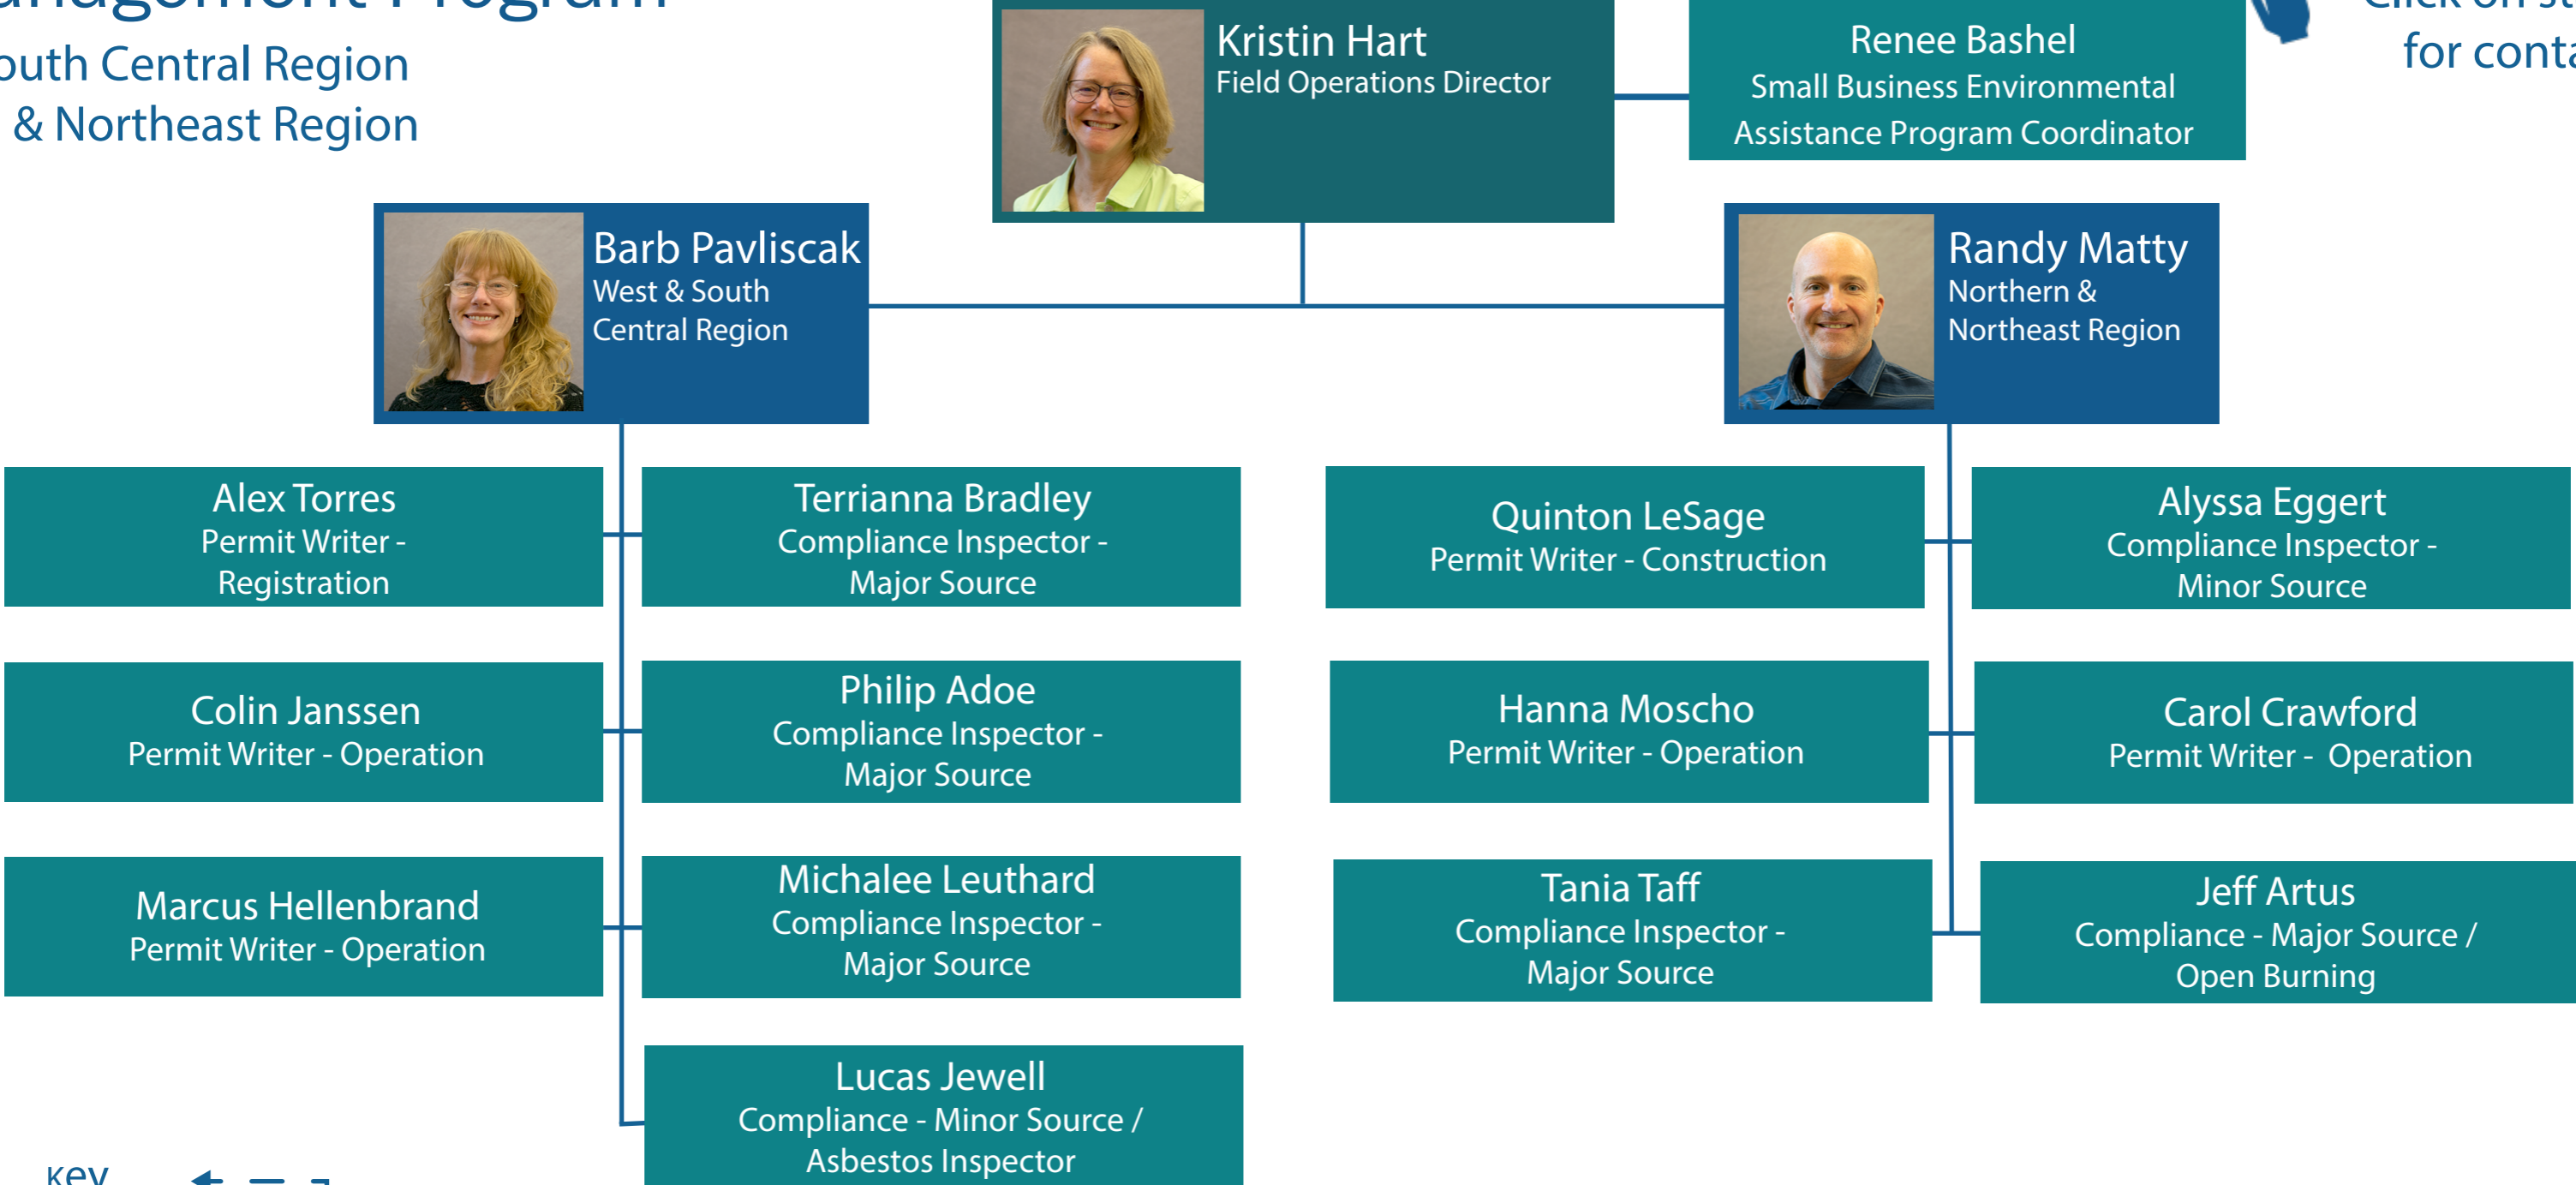 Program
South Central Region
& Northeast Region
for
Kristin Hart
Field Operations Director
Renee Bashel
Small Business Environmental
Assistance Program Coordinator
Barb Pavliscak
West & South
Central Region
Randy Matty
Northern &
Northeast Region
Alex Torres
Permit Writer -
Registration
Terrianna Bradley
Compliance Inspector -
Major Source
Quinton LeSage
Permit Writer - Construction
Alyssa Eggert
Compliance Inspector -
Minor Source
Colin Janssen
Permit Writer - Operation
Philip Adoe
Compliance Inspector -
Major Source
Hanna Moscho
Permit Writer - Operation
Carol Crawford
Permit Writer -  Operation
Marcus Hellenbrand
Permit Writer - Operation
Michalee Leuthard
Compliance Inspector -
Major Source
Tania Taff
Compliance Inspector -
Major Source
Jeff Artus
Compliance - Major Source /
Open Burning
Lucas Jewell
Compliance - Minor Source /
Asbestos Inspector
Key